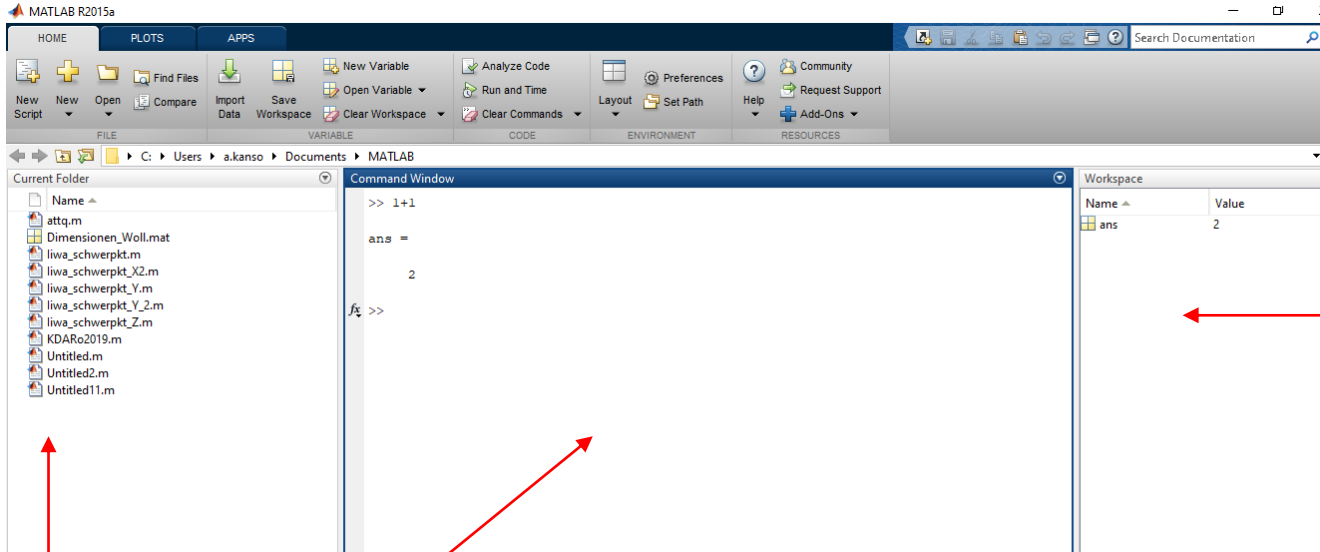 MATLAB R2015a
HOME PLOTS APPS
Search Documentation
New Script
New
Open
Find Files
Compare
FILE
Import Data
Save Workspace
New Variable
Open Variable
Clear Workspace
VARIABLE
Analyze Code
Run and Time
Clear Commands
CODE
Layout
Preferences
Set Path
ENVIRONMENT
Help
Community
Request Support
Add-Ons
RESOURCES
C: Users a.kanso Documents MATLAB
Current Folder
Name
attq.m
Dimensionen_Woll.mat
liwa_schwerpkt.m
liwa_schwerpkt_X2.m
liwa_schwerpkt_Y.m
liwa_schwerpkt_Y_2.m
liwa_schwerpkt_Z.m
KDARo2019.m
Untitled.m
Untitled2.m
Untitled11.m
Command Window
>> 1+1
ans =
2
fx >>
Workspace
Name Value
ans 2